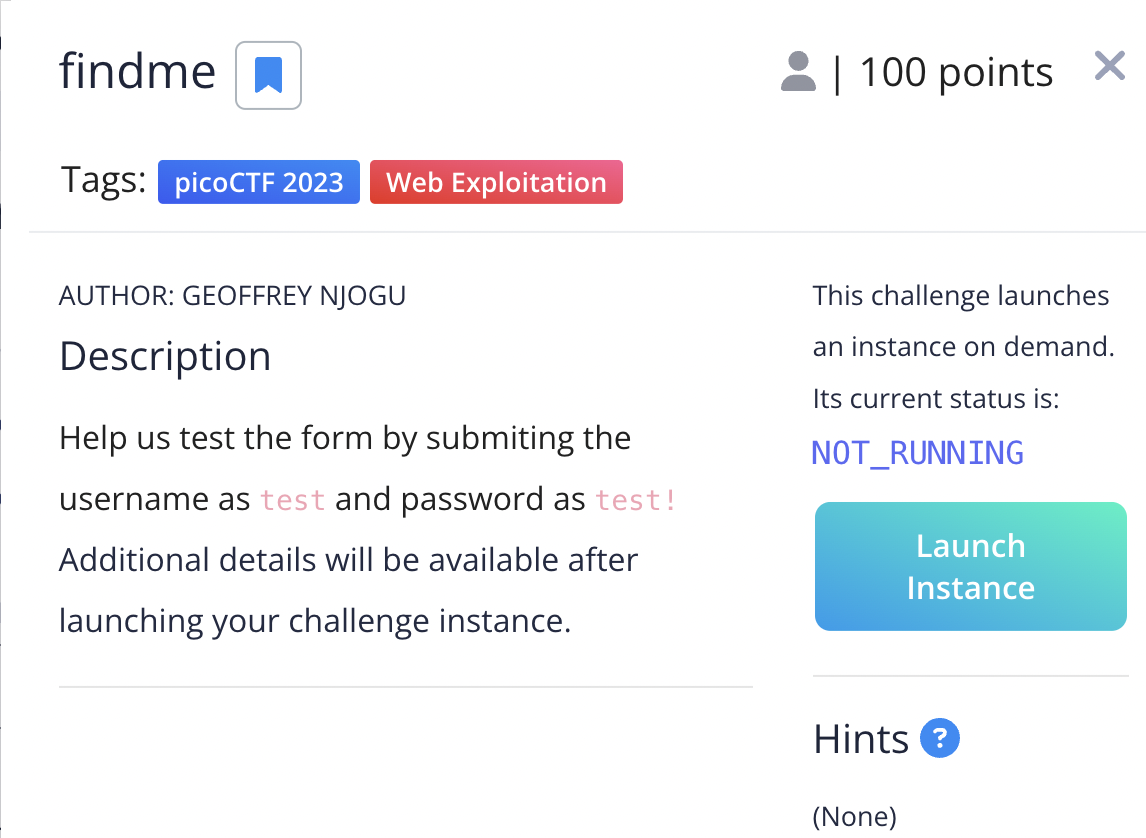 findme
| 100 points
Tags: picoCTF 2023 Web Exploitation
AUTHOR: GEOFFREY NJOGU
Description
Help us test the form by submiting the
username as test and password as test!
Additional details will be available after
launching your challenge instance.
This challenge launches
an instance on demand.
Its current status is:
NOT_RUNNING
Launch
Instance
Hints ?
(None)